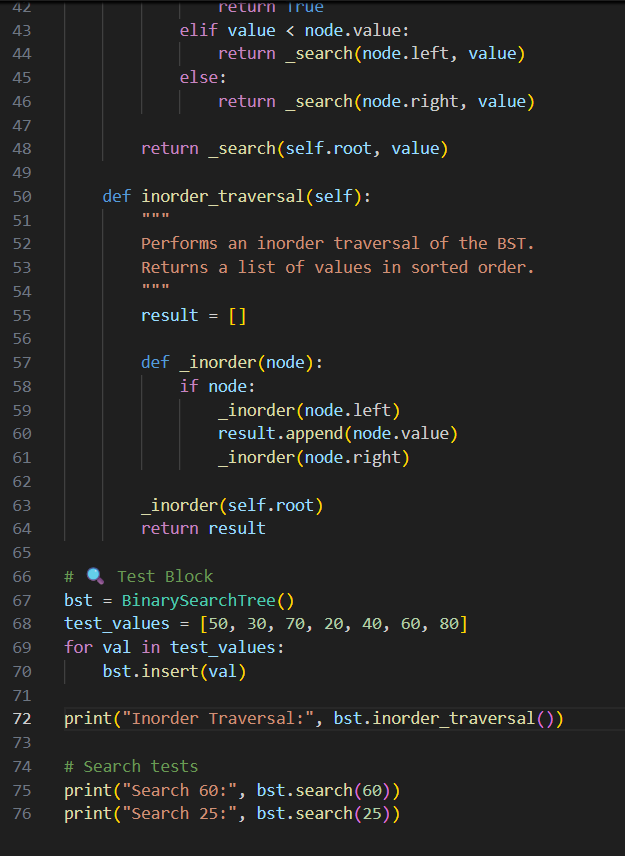 42                return True
43            elif value < node.value:
44                return _search(node.left, value)
45            else:
46                return _search(node.right, value)
47
48        return _search(self.root, value)
49
50    def inorder_traversal(self):
51        """
52        Performs an inorder traversal of the BST.
53        Returns a list of values in sorted order.
54        """
55        result = []
56
57        def _inorder(node):
58            if node:
59                _inorder(node.left)
60                result.append(node.value)
61                _inorder(node.right)
62
63        _inorder(self.root)
64        return result
65
66 # 🔍 Test Block
67 bst = BinarySearchTree()
68 test_values = [50, 30, 70, 20, 40, 60, 80]
69 for val in test_values:
70     bst.insert(val)
71
72 print("Inorder Traversal:", bst.inorder_traversal())
73
74 # Search tests
75 print("Search 60:", bst.search(60))
76 print("Search 25:", bst.search(25))